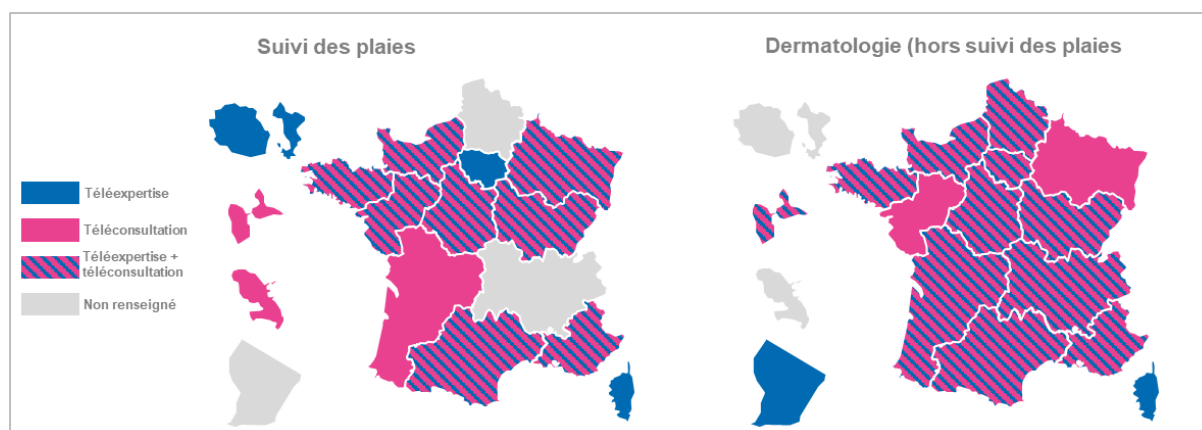 Suivi des plaies
Dermatologie (hors suivi des plaies
Téléexpertise
Téléconsultation
Téléexpertise +
téléconsultation
Non renseigné